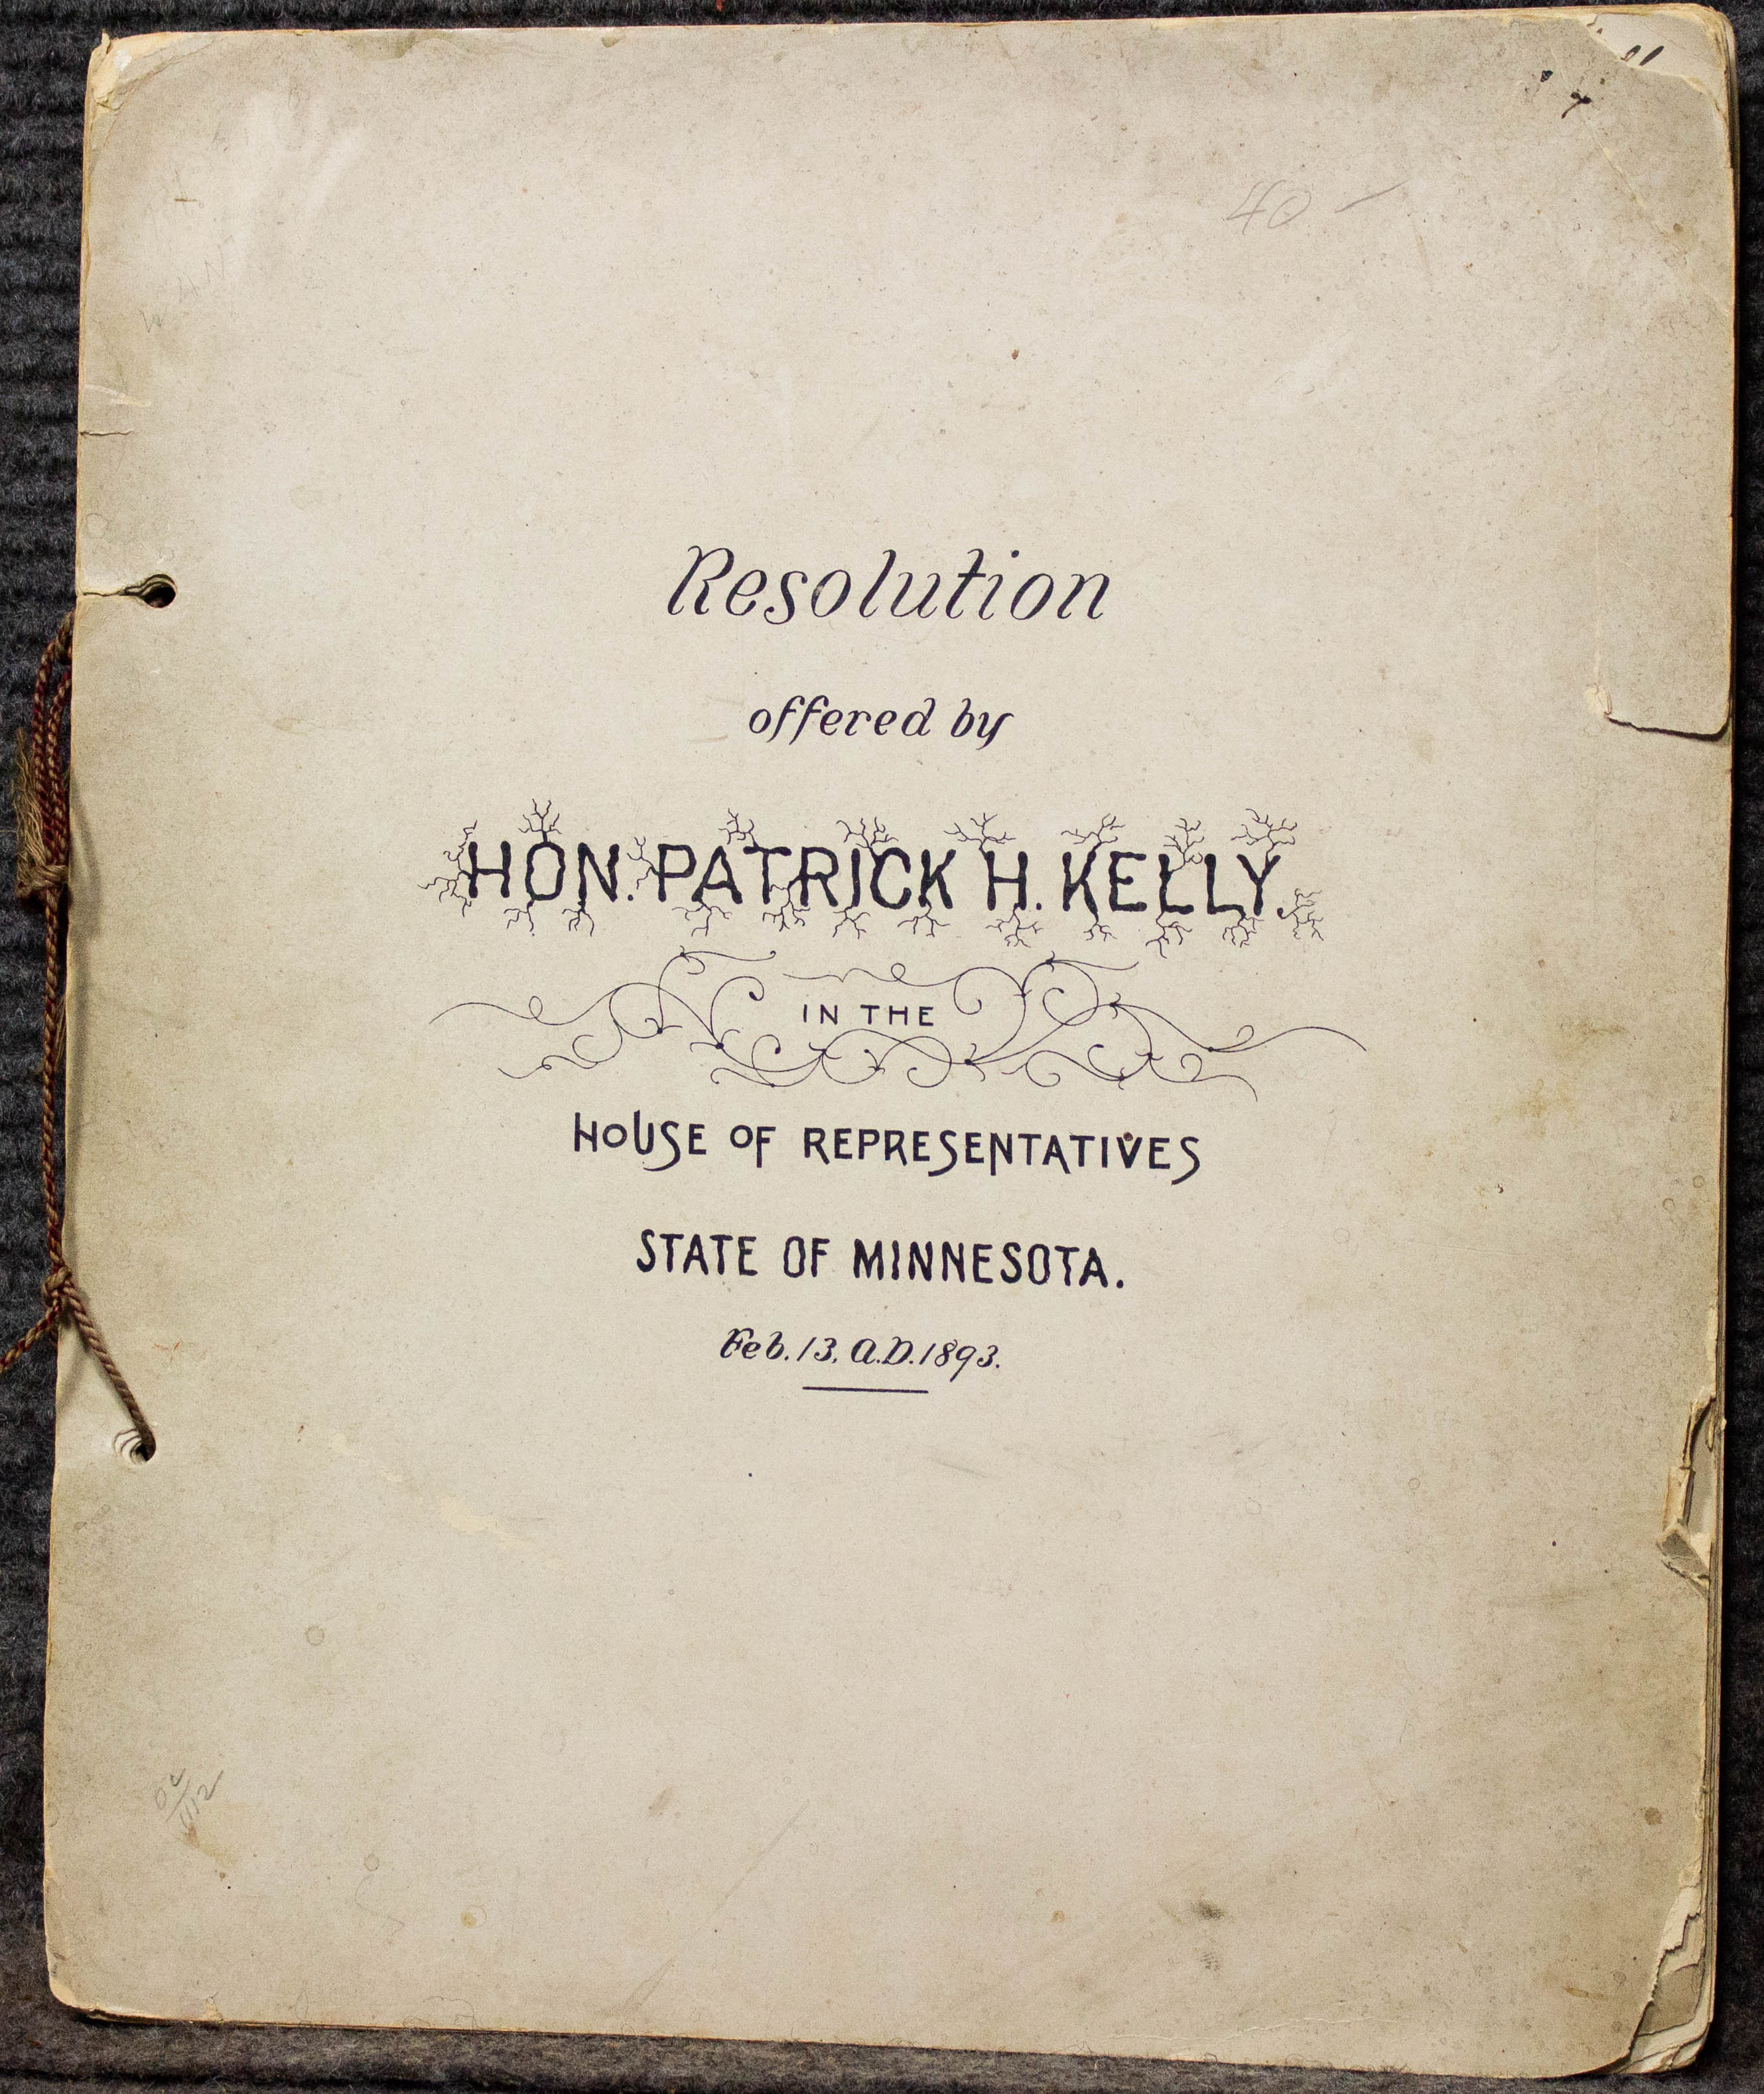 40 -
Resolution
offered by
HON. PATRICK H. KELLY.
IN THE
HOUSE OF REPRESENTATIVES
STATE OF MINNESOTA.
Feb. 13. A.D. 1893.